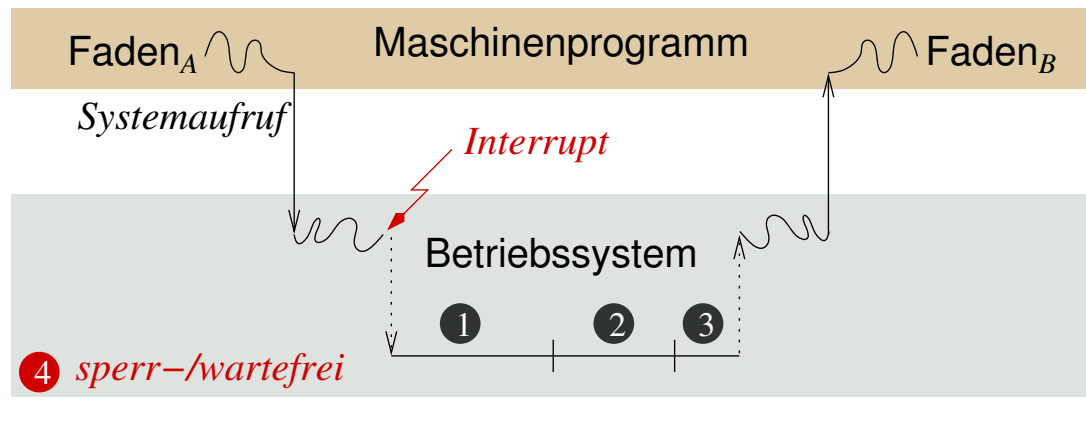 Faden_A Maschinenprogramm Faden_B
Systemaufruf
Interrupt
Betriebssystem
1 2 3
4 sperr–/wartefrei